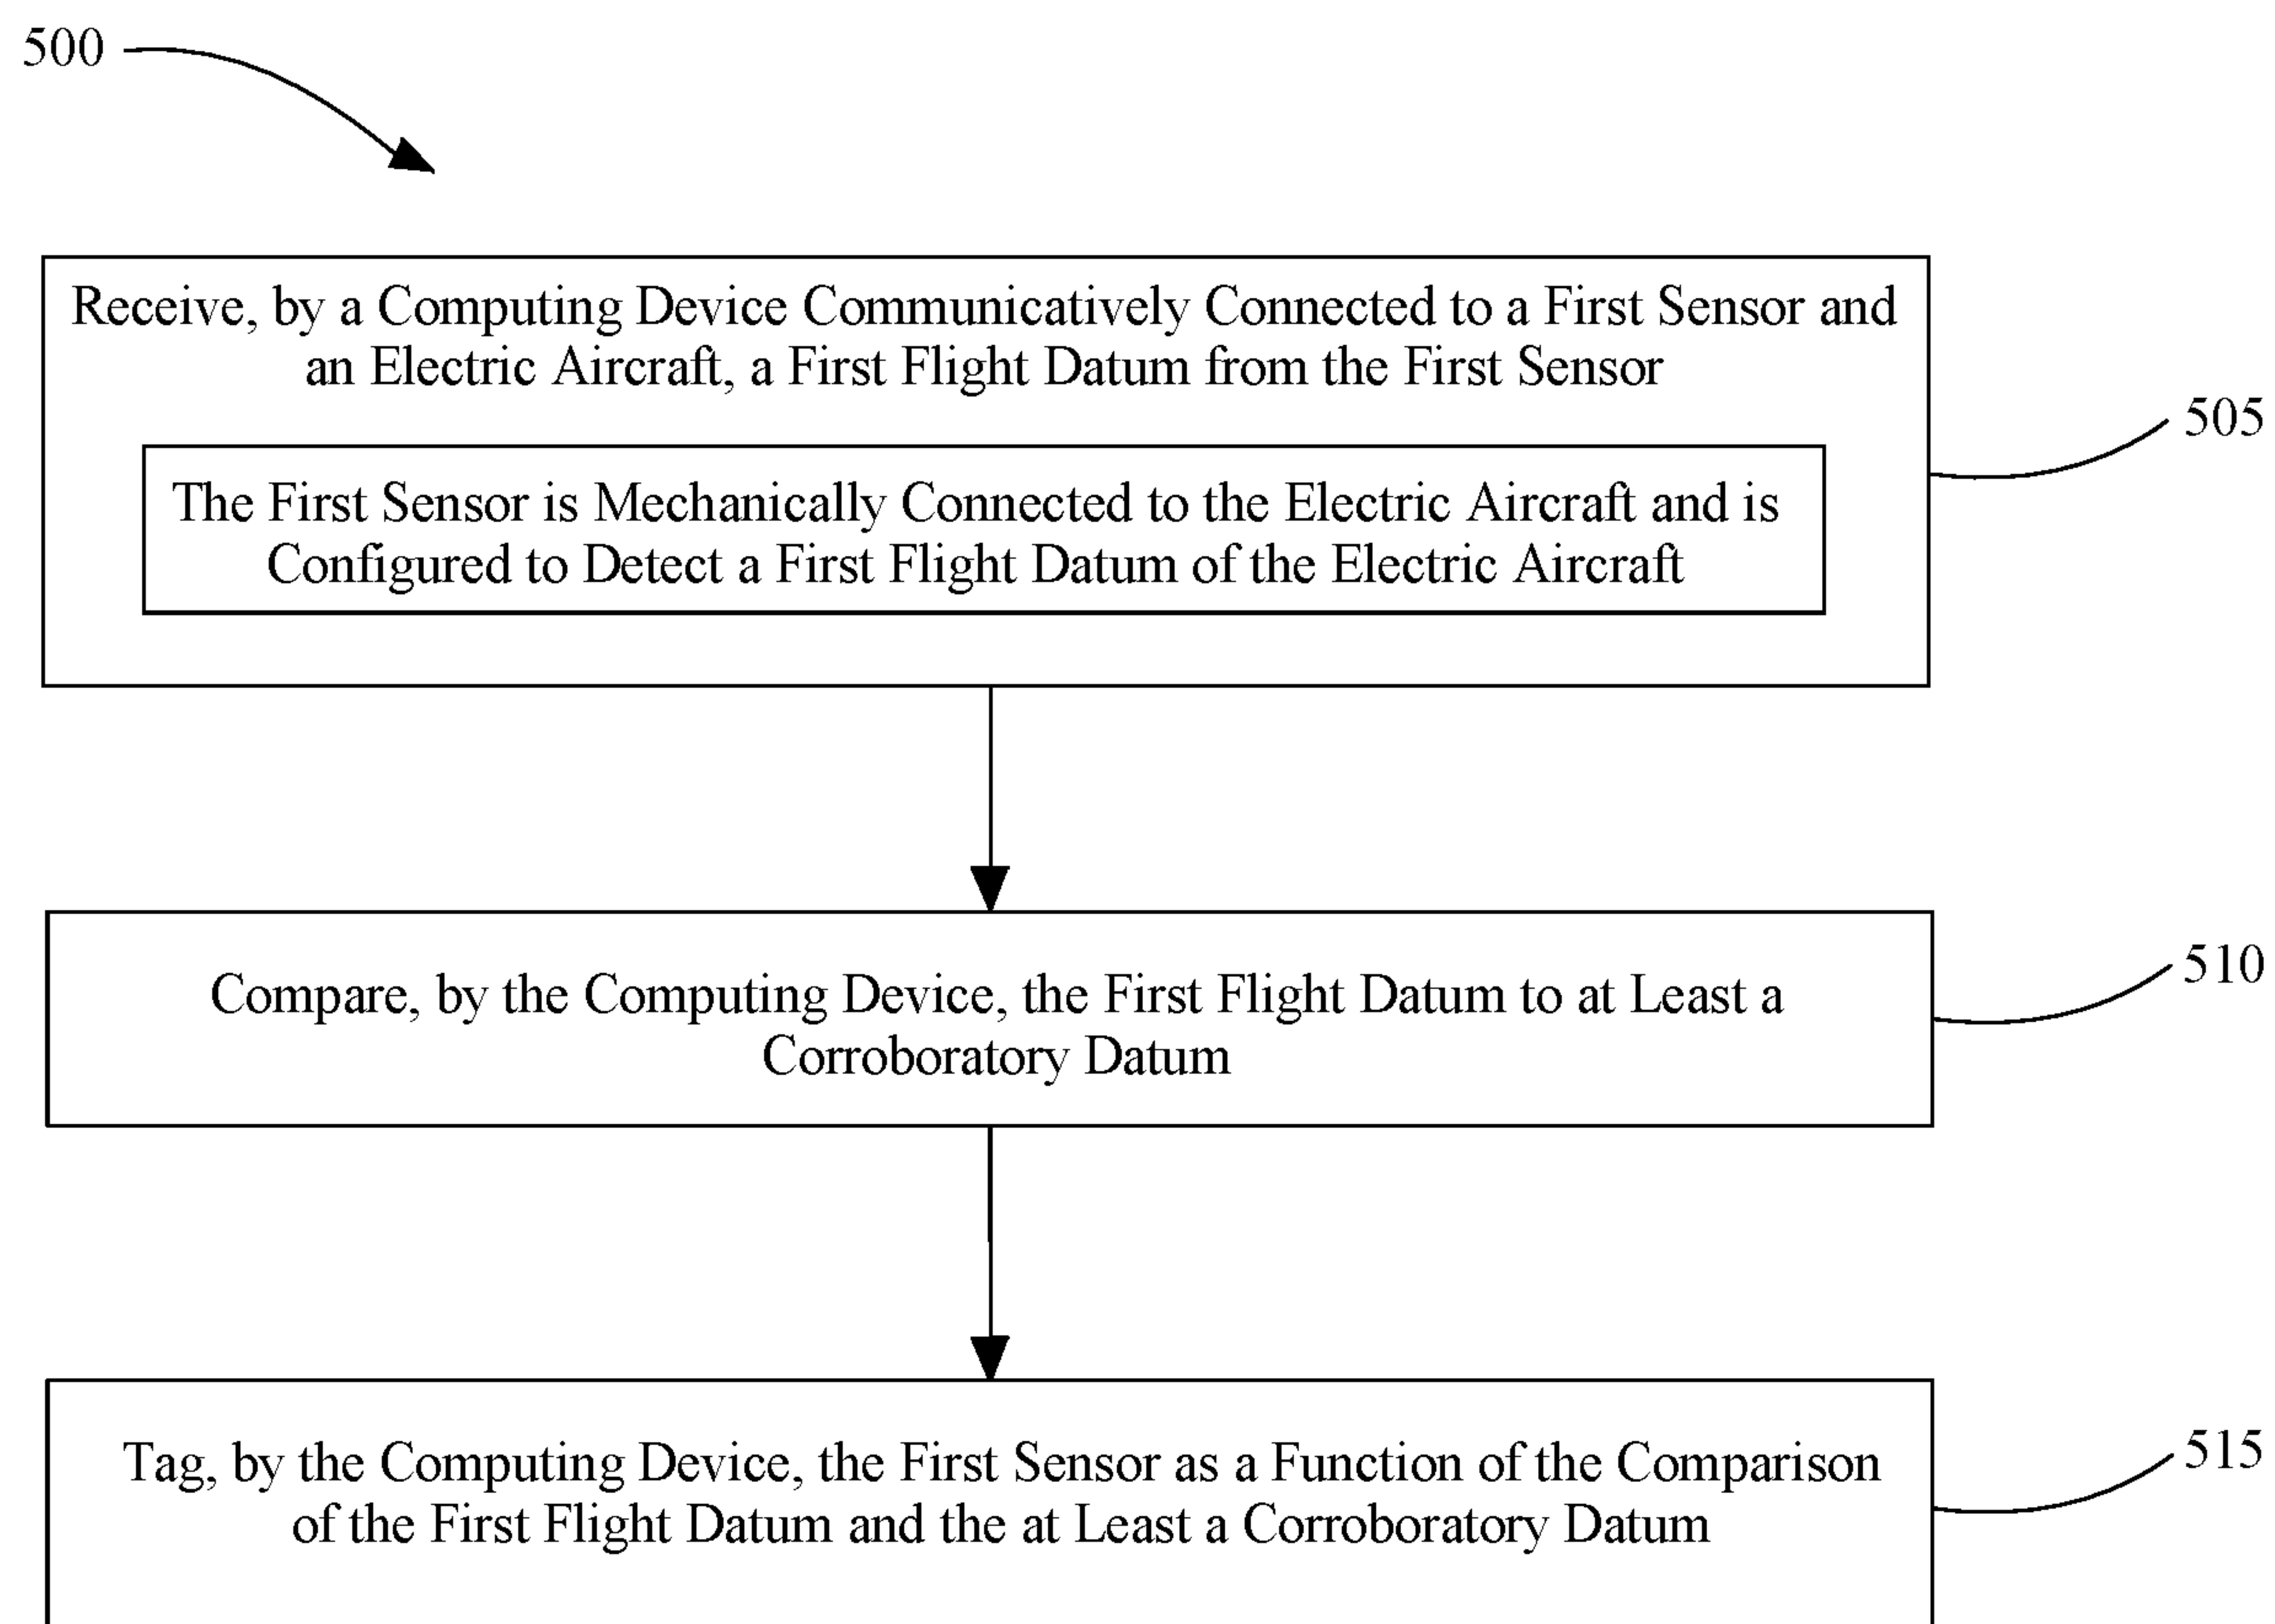 500
Receive, by a Computing Device Communicatively Connected to a First Sensor and
an Electric Aircraft, a First Flight Datum from the First Sensor
505
The First Sensor is Mechanically Connected to the Electric Aircraft and is
Configured to Detect a First Flight Datum of the Electric Aircraft
510
Compare, by the Computing Device, the First Flight Datum to at Least a
Corroboratory Datum
515
Tag, by the Computing Device, the First Sensor as a Function of the Comparison
of the First Flight Datum and the at Least a Corroboratory Datum